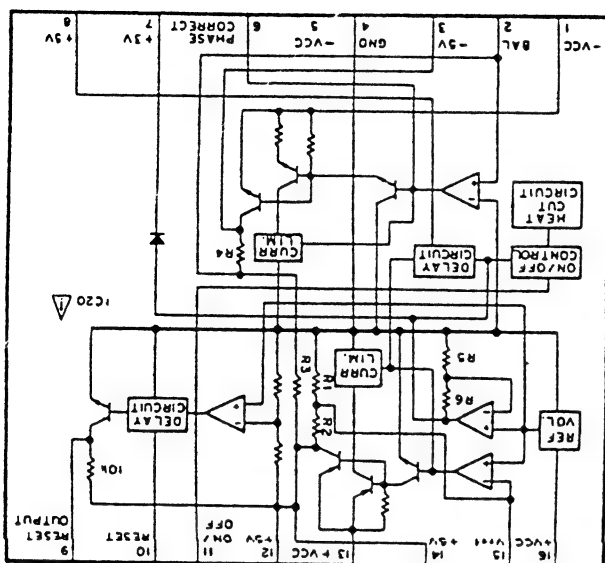 16 15 14 13 +VCC 12 11 10 9
+VCC Vref +5V +5V ON/OFF RESET RESET OUTPUT
10k
REF VOL
R6
R5
R2
R1
R3
CURR LIM.
DELAY CIRCUIT
IC20
ON/OFF CONTROL
DELAY CIRCUIT
R4
HEAT CUT CIRCUIT
CURR LIM.
-VCC BAL -5V GND -VCC PHASE CORRECT +3V +5V
1 2 3 4 5 6 7 8